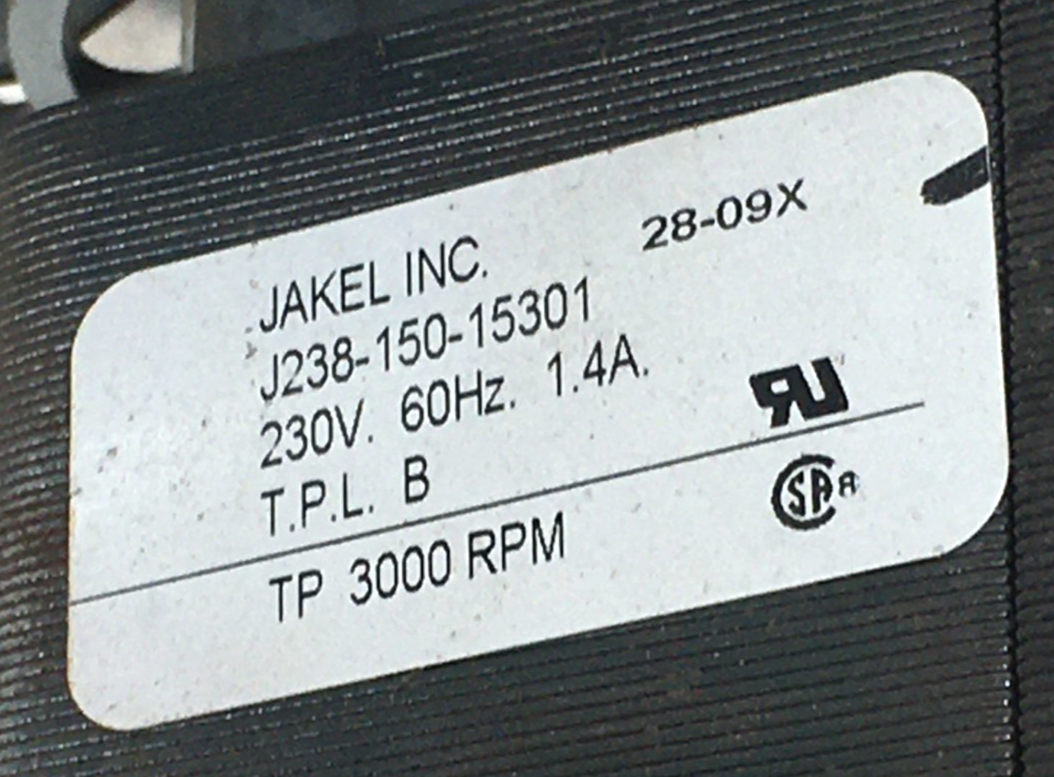 JAKEL INC. 28-09X
J238-150-15301
230V. 60Hz. 1.4A.
T.P.L. B
TP 3000 RPM